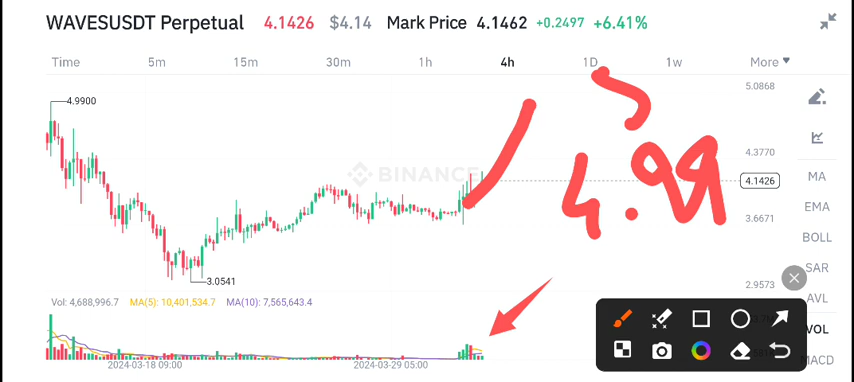 WAVESUSDT Perpetual 4.1426 $4.14 Mark Price 4.1462 +0.2497 +6.41%
Time 5m 15m 30m 1h 4h 1D 1w More
4.9900
5.0868
4.3770
4.99
BINANCE
4.1426
MA
EMA
3.6671
BOLL
3.0541
2.9573
SAR
Vol: 4,688,996.7 MA(5): 10,401,534.7 MA(10): 7,565,643.4
AVL
VOL
MACD
2024-03-18 09:00 2024-03-29 05:00